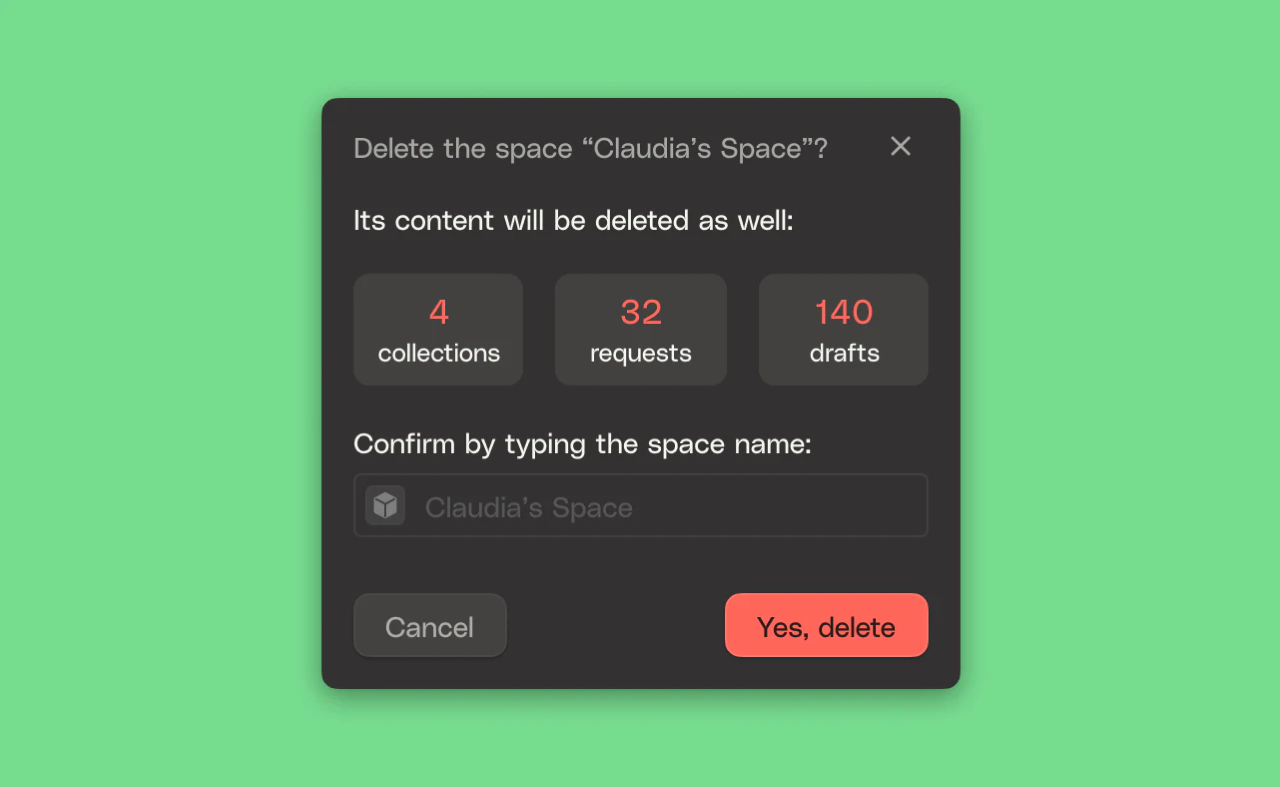 Delete the space “Claudia’s Space”?
Its content will be deleted as well:
4
collections
32
requests
140
drafts
Confirm by typing the space name:
Claudia’s Space
Cancel
Yes, delete